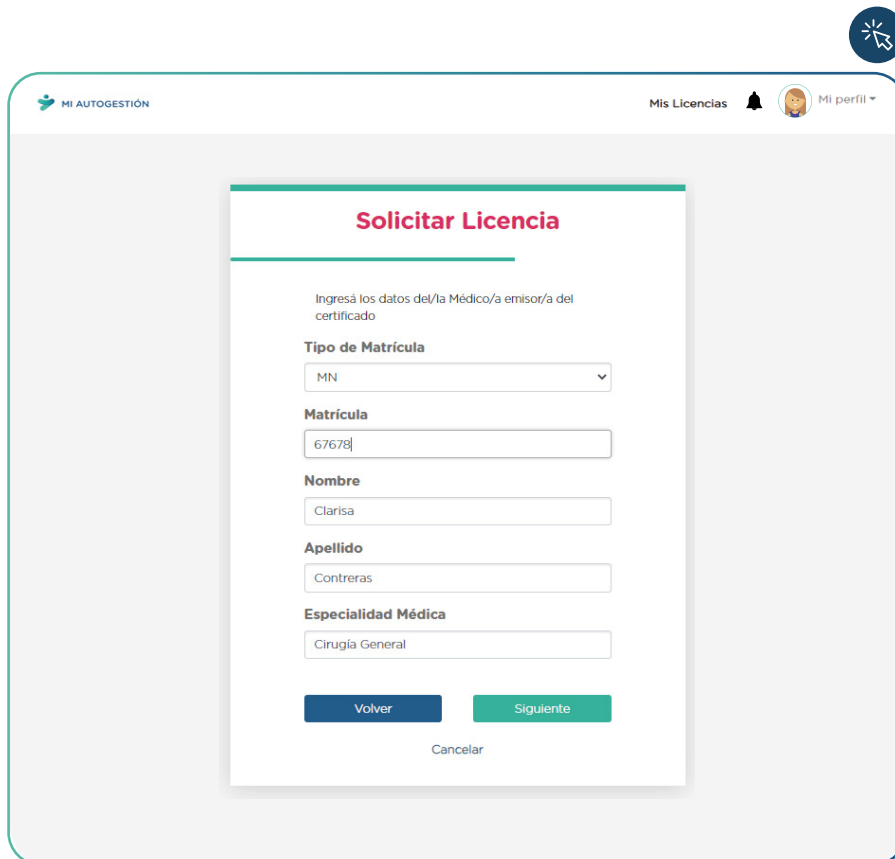 MI AUTOGESTIÓN
Mis Licencias
Mi perfil
Solicitar Licencia
Ingresá los datos del/la Médico/a emisor/a del
certificado
Tipo de Matrícula
MN
Matrícula
67678
Nombre
Clarisa
Apellido
Contreras
Especialidad Médica
Cirugía General
Volver
Siguiente
Cancelar